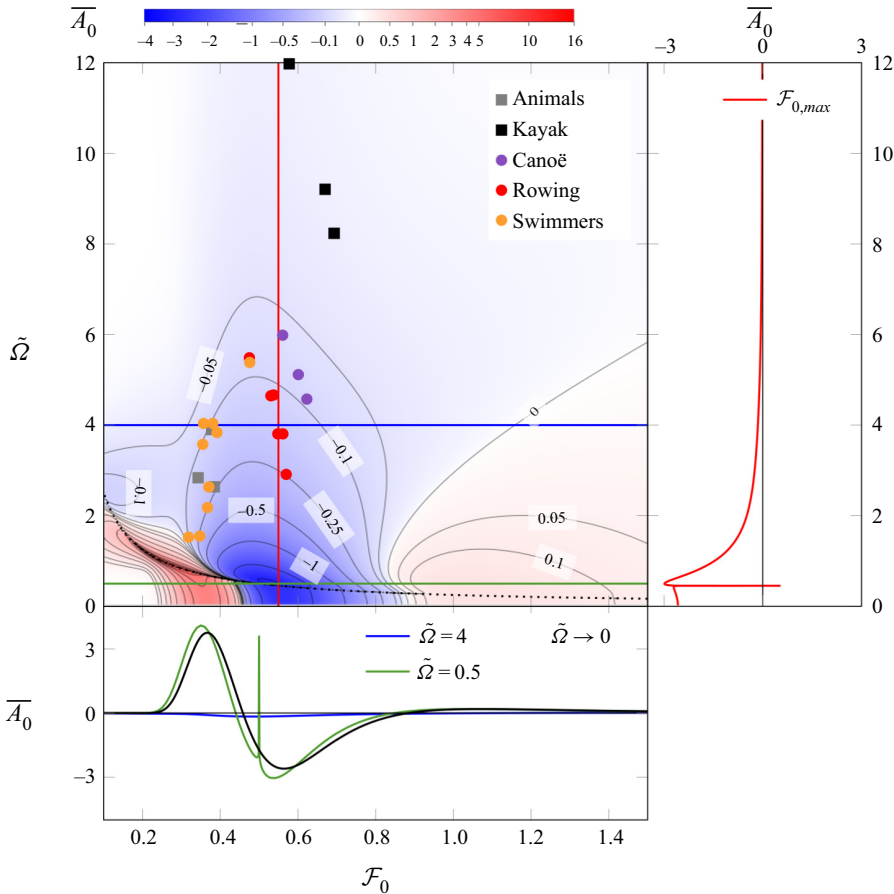 $\overline{A_0}$
−4 −3 −2 −1 −0.5 −0.1 0 0.5 1 2 3 4 5 10 16
$\overline{A_0}$
−3 0 3
12 12
Animals
Kayak
Canoë
Rowing
Swimmers
$\mathcal{F}_{0,max}$
10 10
8 8
6 6
$\tilde{\Omega}$
−0.05
0
4 4
−0.1
−0.1
−0.5
−0.25
2 2
0.05
−1
0.1
0 0
$\tilde{\Omega}$ = 4
$\tilde{\Omega}$ → 0
$\tilde{\Omega}$ = 0.5
3
$\overline{A_0}$
0
−3
0.2 0.4 0.6 0.8 1.0 1.2 1.4
$\mathcal{F}_0$